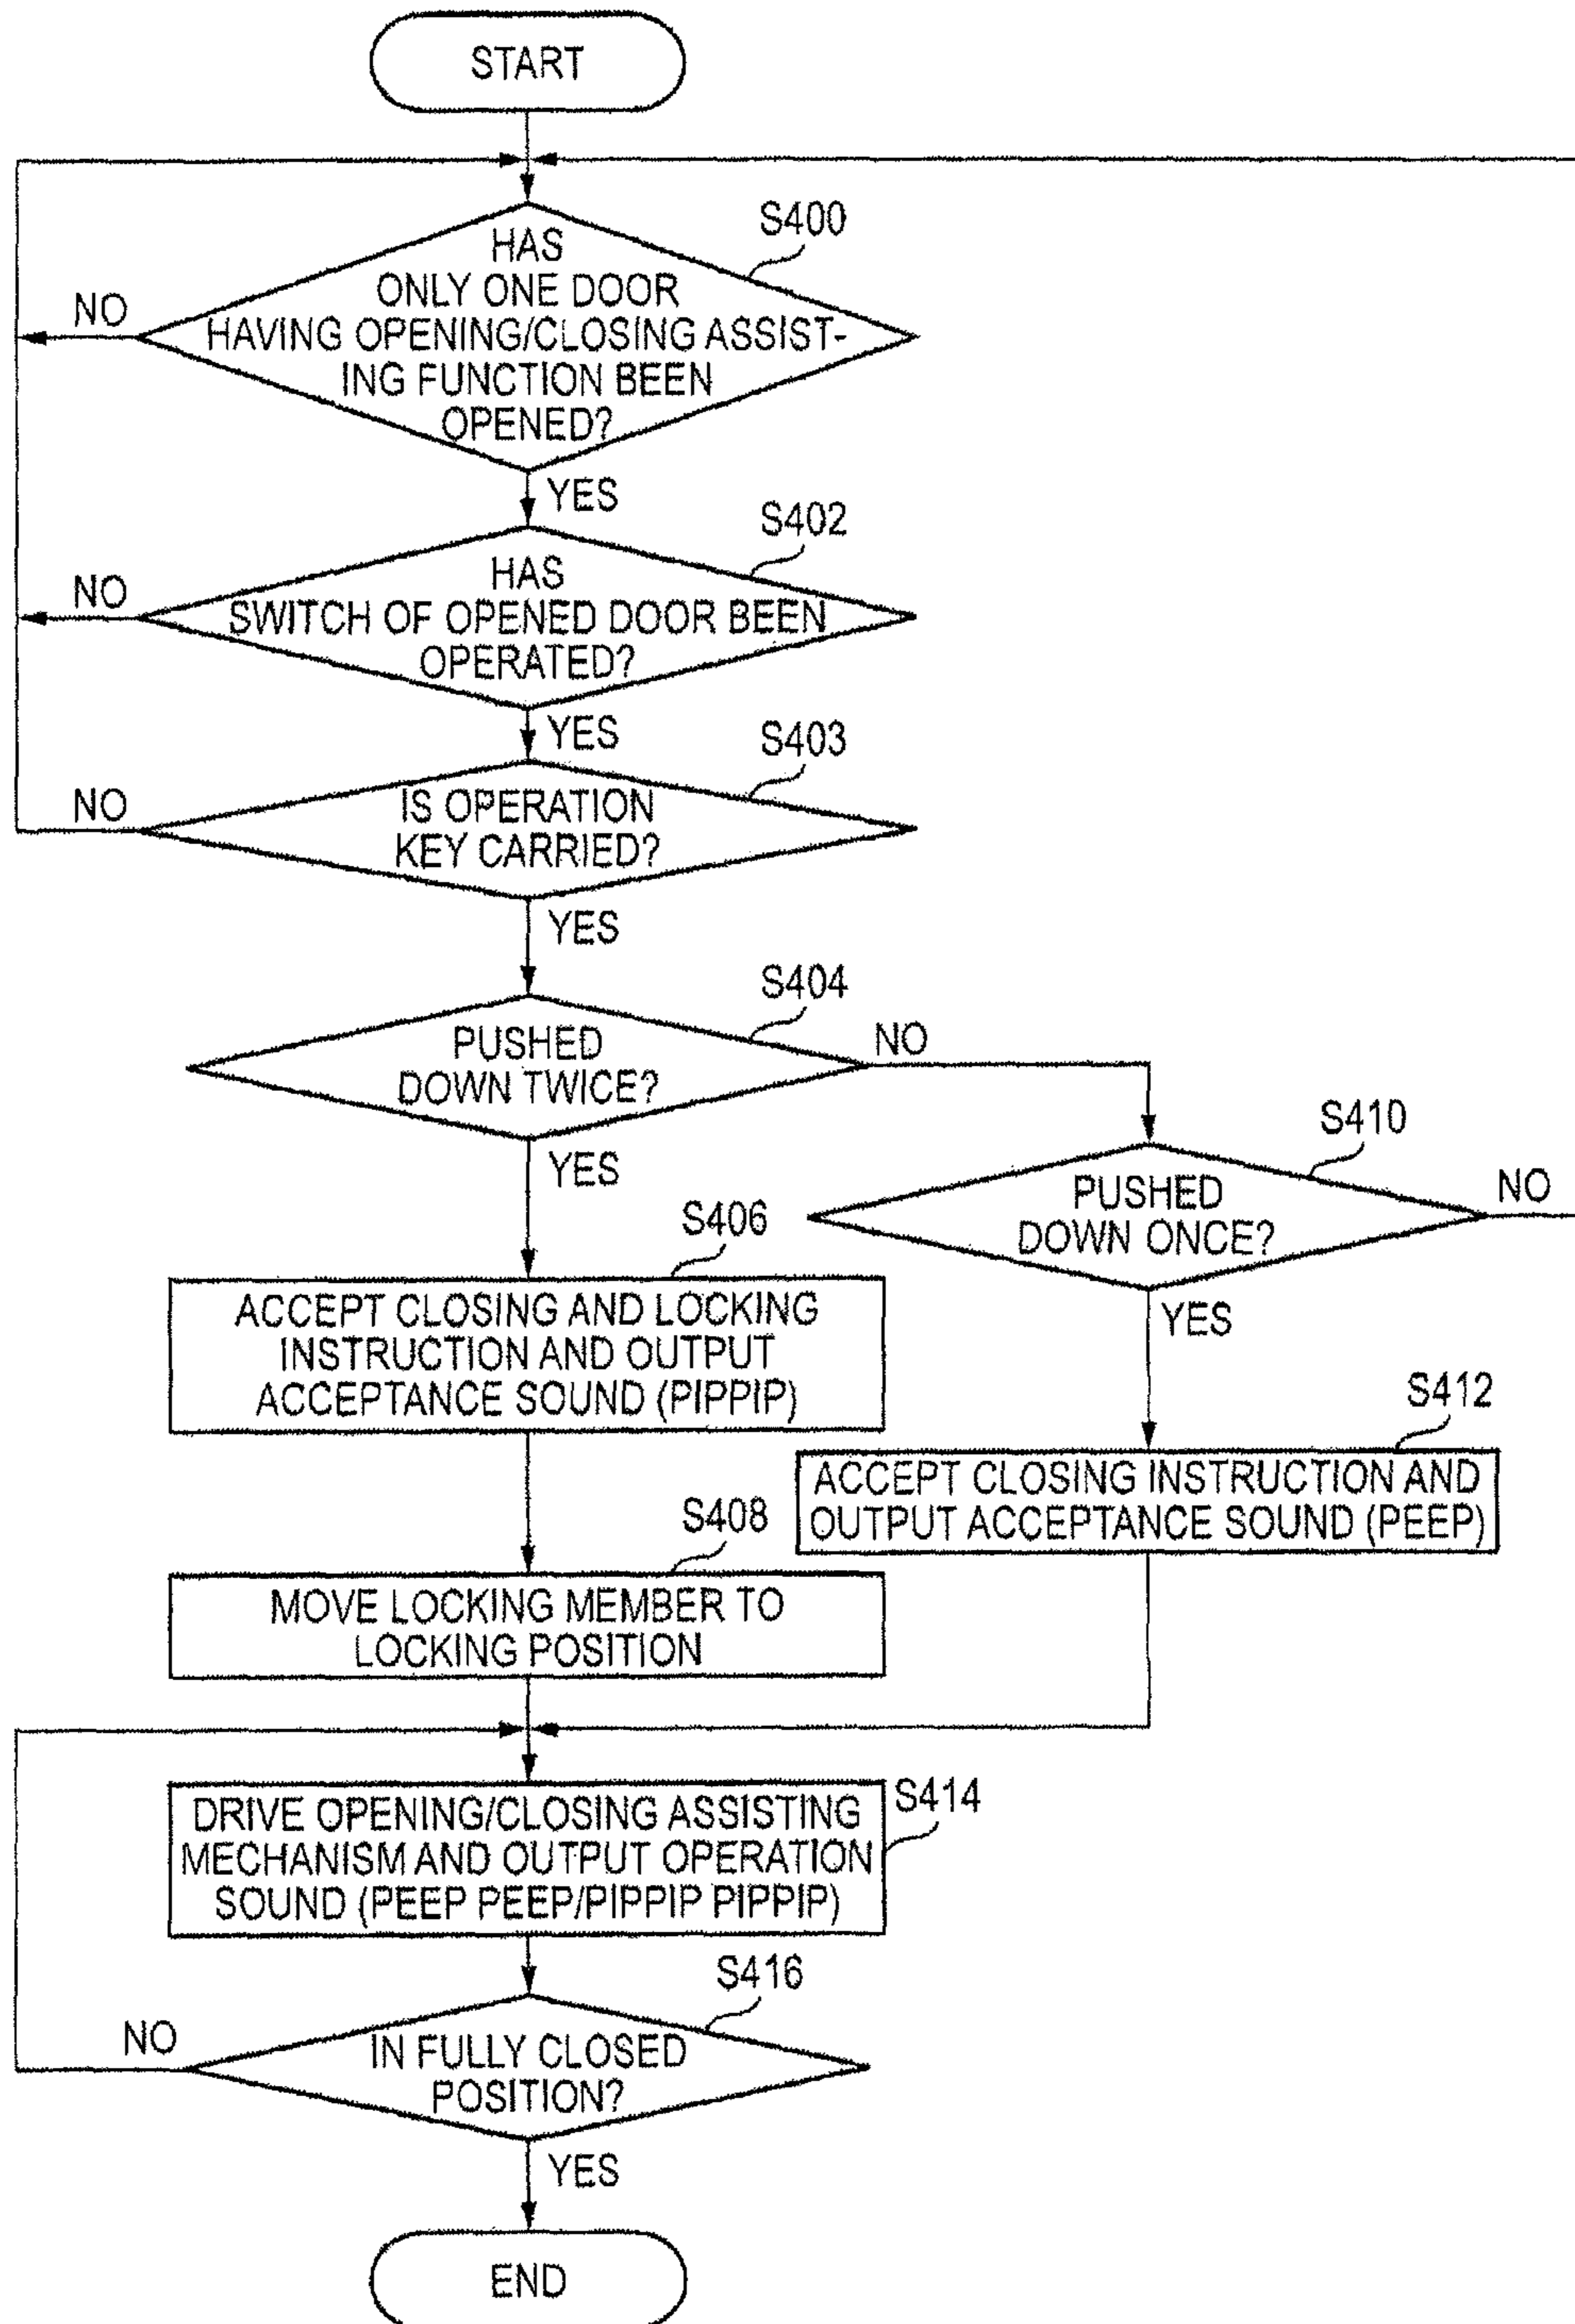 START
S400
HAS
ONLY ONE DOOR
HAVING OPENING/CLOSING ASSIST-
ING FUNCTION BEEN
OPENED?
NO
YES
S402
HAS
SWITCH OF OPENED DOOR BEEN
OPERATED?
NO
YES
S403
IS OPERATION
KEY CARRIED?
NO
YES
S404
PUSHED
DOWN TWICE?
NO
YES
S410
PUSHED
DOWN ONCE?
NO
YES
S406
ACCEPT CLOSING AND LOCKING
INSTRUCTION AND OUTPUT
ACCEPTANCE SOUND (PIPPIP)
S412
ACCEPT CLOSING INSTRUCTION AND
OUTPUT ACCEPTANCE SOUND (PEEP)
S408
MOVE LOCKING MEMBER TO
LOCKING POSITION
S414
DRIVE OPENING/CLOSING ASSISTING
MECHANISM AND OUTPUT OPERATION
SOUND (PEEP PEEP/PIPPIP PIPPIP)
S416
IN FULLY CLOSED
POSITION?
NO
YES
END